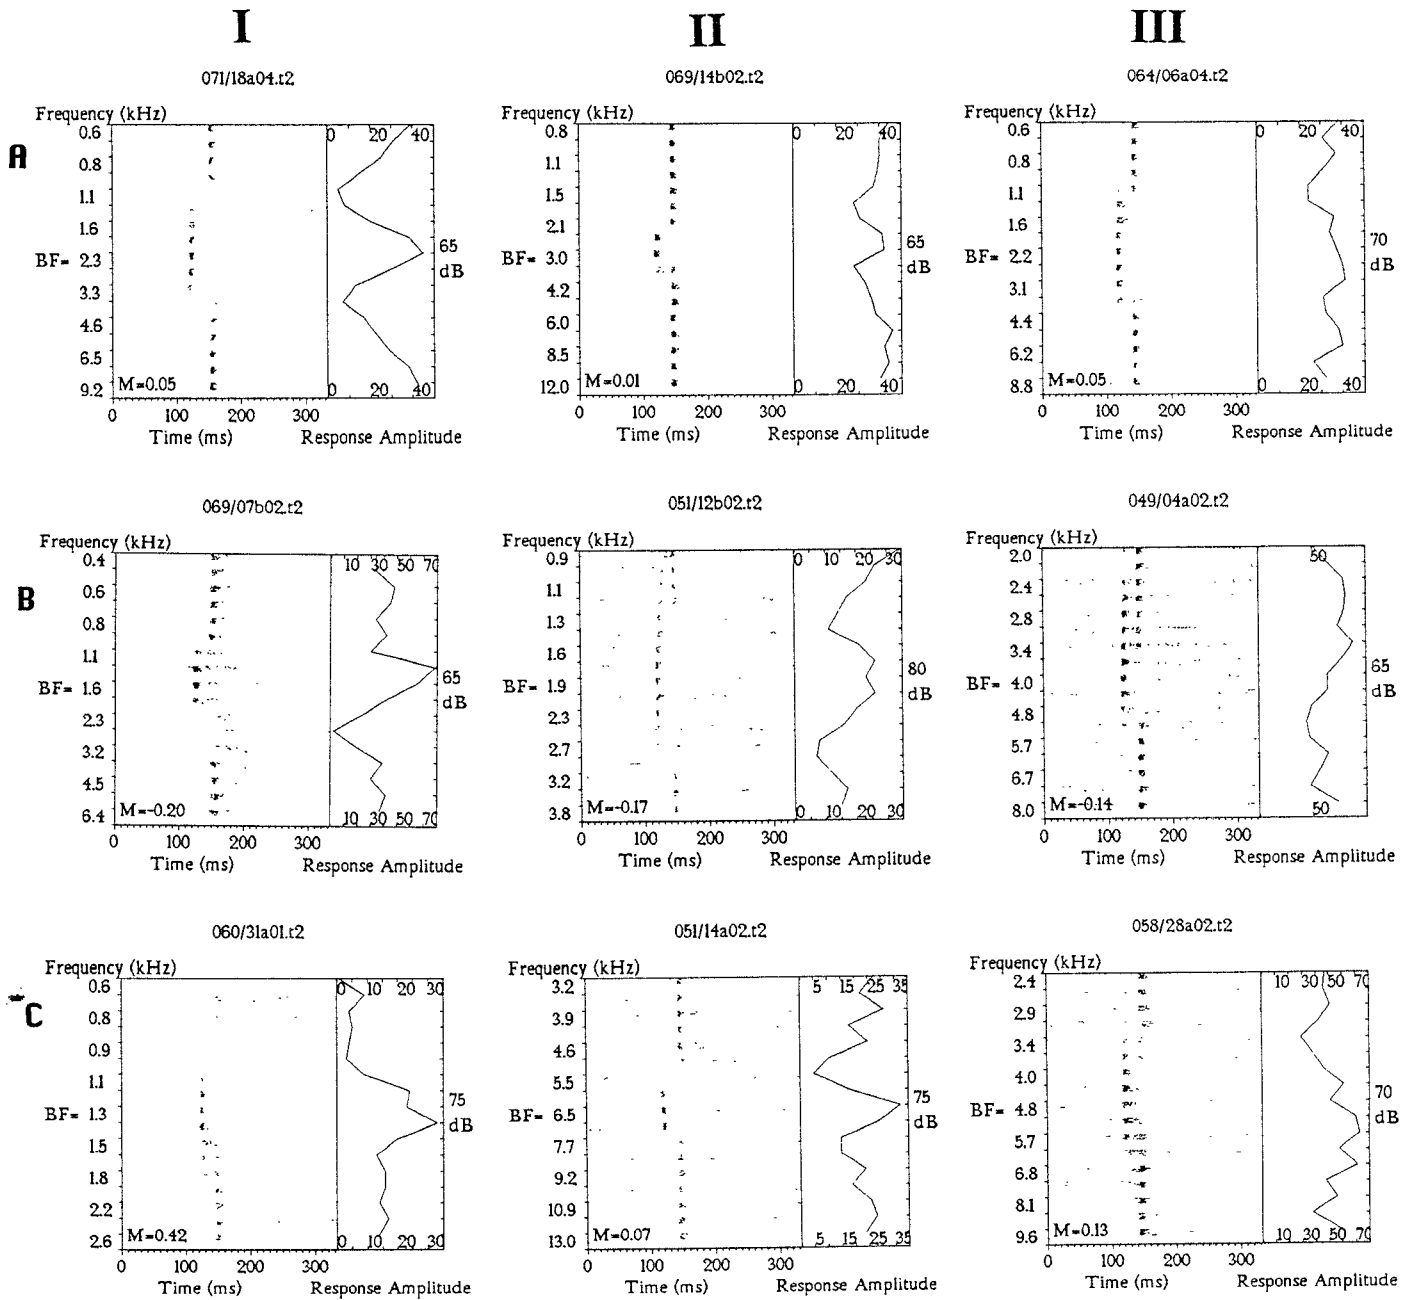 I II III
071/18a04.t2 069/14b02.t2 064/06a04.t2
A
Frequency (kHz)
0.6
0.8
1.1
1.6
BF= 2.3
3.3
4.6
6.5
9.2
0 20 40
65
dB
M=0.05
0 20 40
0 100 200 300
Time (ms) Response Amplitude
Frequency (kHz)
0.8
1.1
1.5
2.1
BF= 3.0
4.2
6.0
8.5
12.0
0 20 40
65
dB
M=0.01
0 20 40
0 100 200 300
Time (ms) Response Amplitude
Frequency (kHz)
0.6
0.8
1.1
1.6
BF= 2.2
3.1
4.4
6.2
8.8
0 20 40
70
dB
M=0.05
0 20 40
0 100 200 300
Time (ms) Response Amplitude
069/07b02.t2 051/12b02.t2 049/04a02.t2
B
Frequency (kHz)
0.4
0.6
0.8
1.1
BF= 1.6
2.3
3.2
4.5
6.4
10 30 50 70
65
dB
M=-0.20
10 30 50 70
0 100 200 300
Time (ms) Response Amplitude
Frequency (kHz)
0.9
1.1
1.3
1.6
BF= 1.9
2.3
2.7
3.2
3.8
0 10 20 30
80
dB
M=-0.17
0 10 20 30
0 100 200 300
Time (ms) Response Amplitude
Frequency (kHz)
2.0
2.4
2.8
3.4
BF= 4.0
4.8
5.7
6.7
8.0
50
65
dB
M=-0.14
50
0 100 200 300
Time (ms) Response Amplitude
060/31a01.t2 051/14a02.t2 058/28a02.t2
C
Frequency (kHz)
0.6
0.8
0.9
1.1
BF= 1.3
1.5
1.8
2.2
2.6
0 10 20 30
75
dB
M=0.42
0 10 20 30
0 100 200 300
Time (ms) Response Amplitude
Frequency (kHz)
3.2
3.9
4.6
5.5
BF= 6.5
7.7
9.2
10.9
13.0
5 15 25 35
75
dB
M=0.07
5 15 25 35
0 100 200 300
Time (ms) Response Amplitude
Frequency (kHz)
2.4
2.9
3.4
4.0
BF= 4.8
5.7
6.8
8.1
9.6
10 30 50 70
70
dB
M=0.13
10 30 50 70
0 100 200 300
Time (ms) Response Amplitude